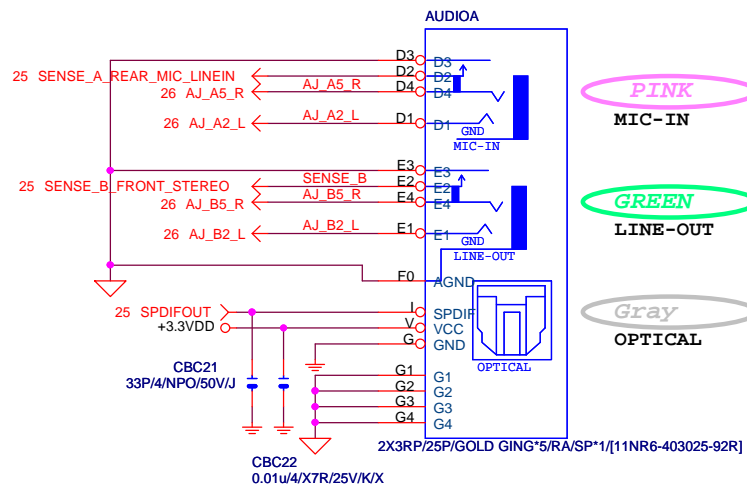 AUDIOA
D3 D3
25 SENSE_A_REAR_MIC_LINEIN D2 D2
26 AJ_A5_R AJ_A5_R D4 D4
PINK
26 AJ_A2_L AJ_A2_L D1 D1
MIC-IN
GND
MIC-IN
E3 E3
25 SENSE_B_FRONT_STEREO SENSE_B E2 E2
26 AJ_B5_R AJ_B5_R E4 E4
GREEN
26 AJ_B2_L AJ_B2_L E1 E1
LINE-OUT
GND
LINE-OUT
F0 AGND
25 SPDIFOUT I SPDIF
Gray
+3.3VDD V VCC
OPTICAL
G GND
OPTICAL
CBC21
33P/4/NPO/50V/J
G1 G1
G2 G2
G3 G3
G4 G4
2X3RP/25P/GOLD GING*5/RA/SP*1/[11NR6-403025-92R]
CBC22
0.01u/4/X7R/25V/K/X